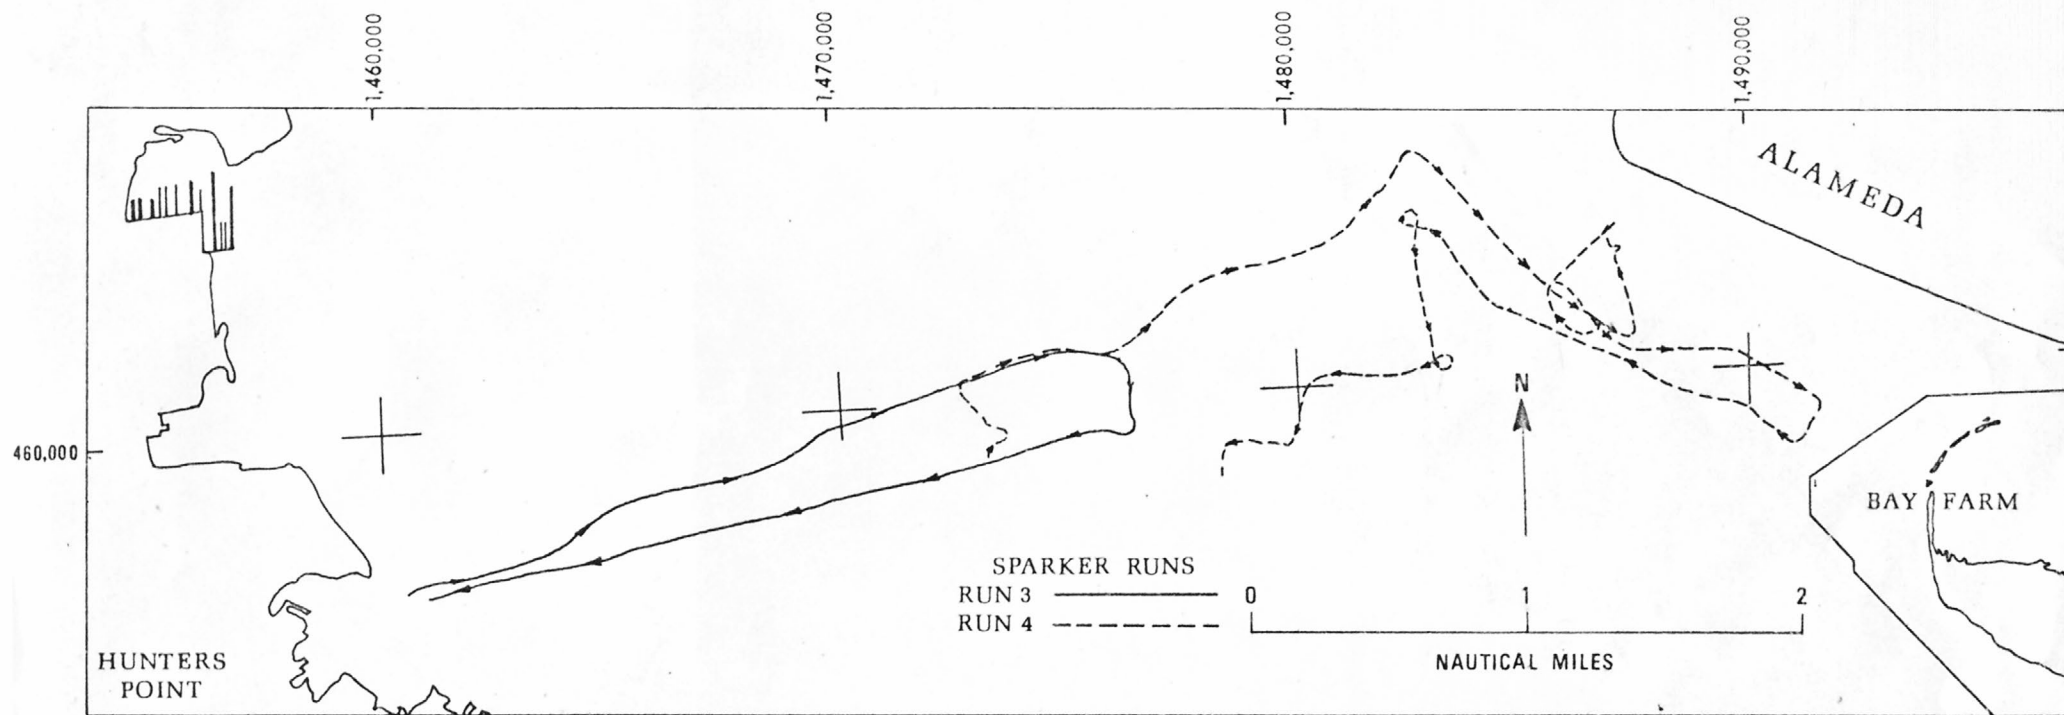 1,460,000
1,470,000
1,480,000
1,490,000
ALAMEDA
N
460,000
BAY FARM
SPARKER RUNS
RUN 3
RUN 4
0 1 2
NAUTICAL MILES
HUNTERS
POINT